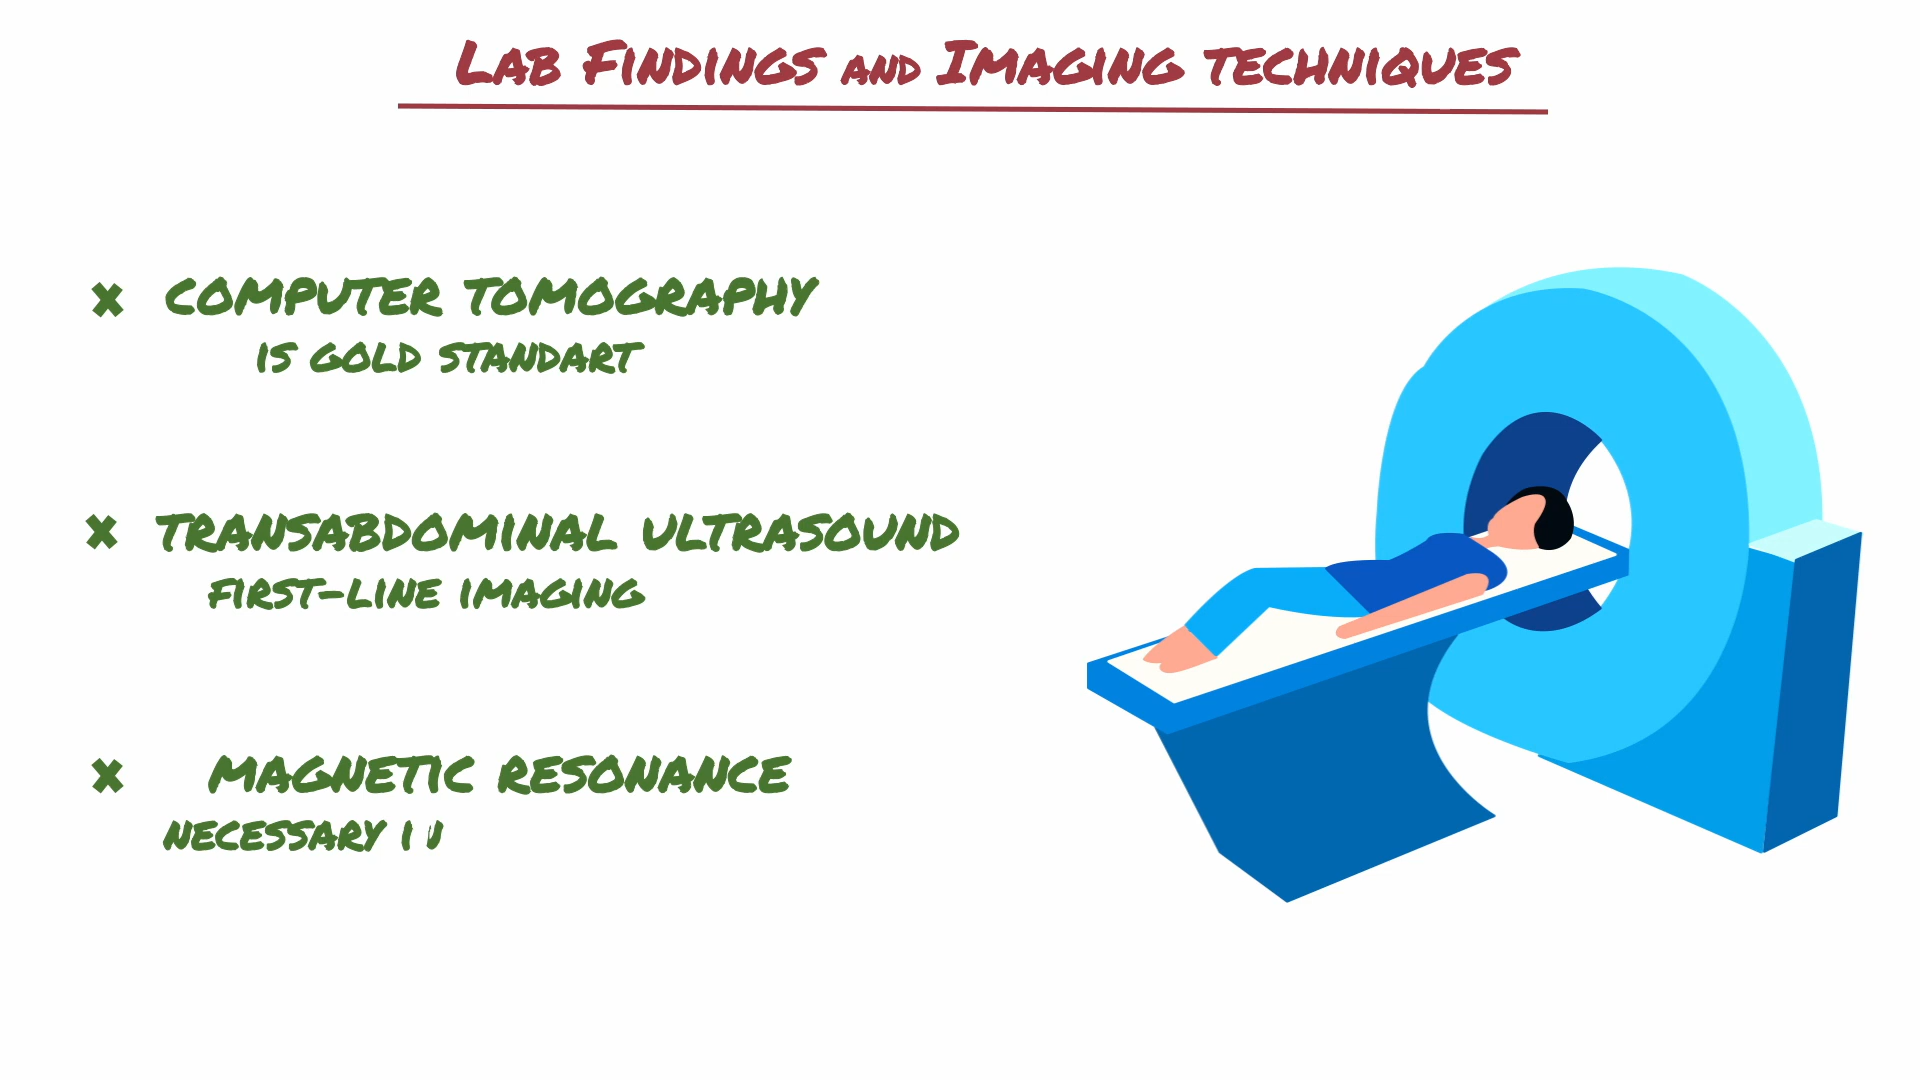 Lab Findings and Imaging techniques
x computer tomography
is gold standart
x transabdominal ultrasound
first-line imaging
x magnetic resonance
necessary